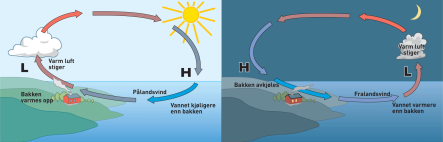 Varm luft
stiger
L
H
Bakken
varmes opp
Pålandsvind
Vannet kjøligere
enn bakken
Varm luft
stiger
H
L
Bakken avkjøles
Fralandsvind
Vannet varmere
enn bakken